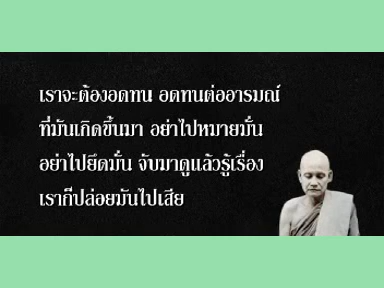 เราจะต้องอดทน อดทนต่ออารมณ์
ที่มันเกิดขึ้นมา อย่าไปหมายมั่น
อย่าไปยึดมั่น จับมาดูแล้วรู้เรื่อง
เราก็ปล่อยมันไปเสีย